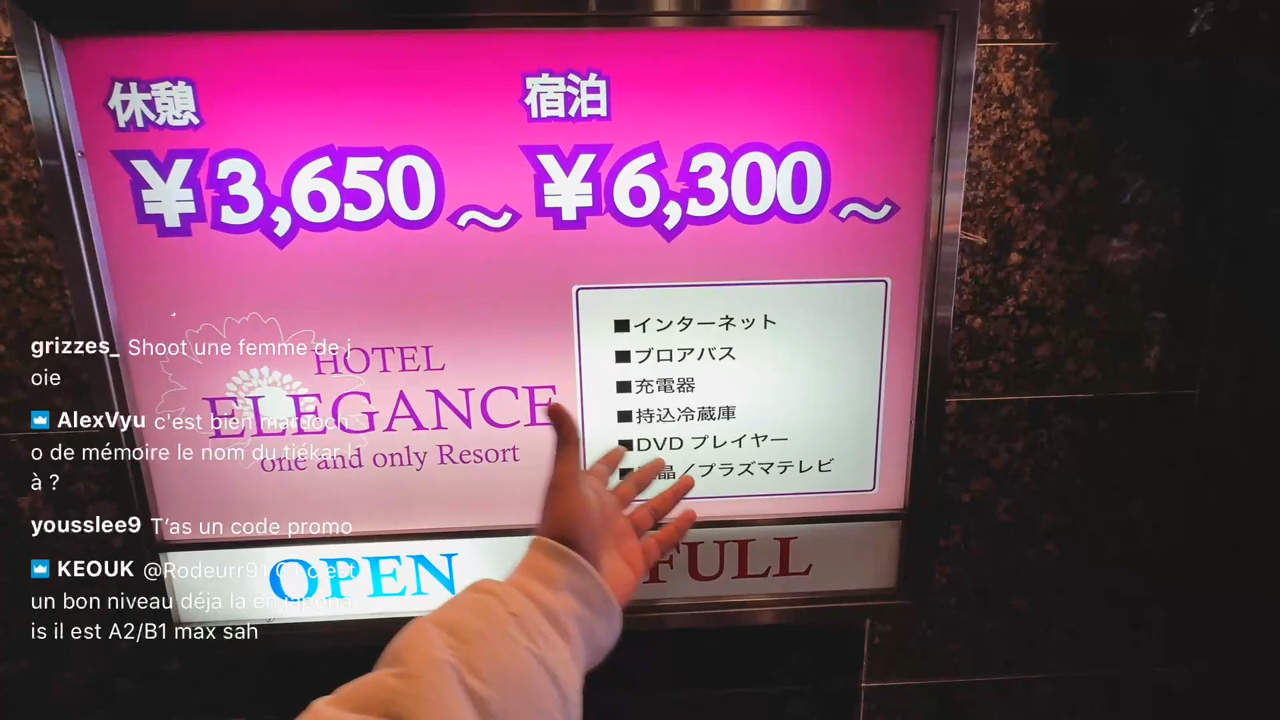 休憩
宿泊
¥3,650~
¥6,300~
HOTEL
ELEGANCE
one and only Resort
■インターネット
■ブロアバス
■充電器
■持込冷蔵庫
■DVD プレイヤー
晶／プラズマテレビ
OPEN
FULL
grizzes_ Shoot une femme de j
oie
AlexVyu c'est bien mardoch
o de mémoire le nom du tiékar l
à ?
yousslee9 T'as un code promo
KEOUK @Rodeurr91 c'est
un bon niveau déja la en japona
is il est A2/B1 max sah